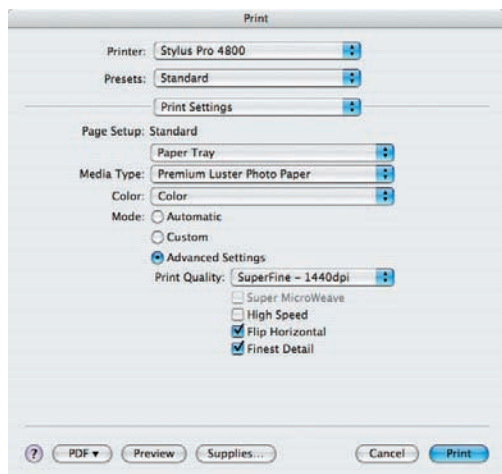 Print
Printer: Stylus Pro 4800
Presets: Standard
Print Settings
Page Setup: Standard
Paper Tray
Media Type: Premium Luster Photo Paper
Color: Color
Mode: Automatic
Custom
Advanced Settings
Print Quality: SuperFine – 1440dpi
Super MicroWeave
High Speed
Flip Horizontal
Finest Detail
? PDF Preview Supplies... Cancel Print